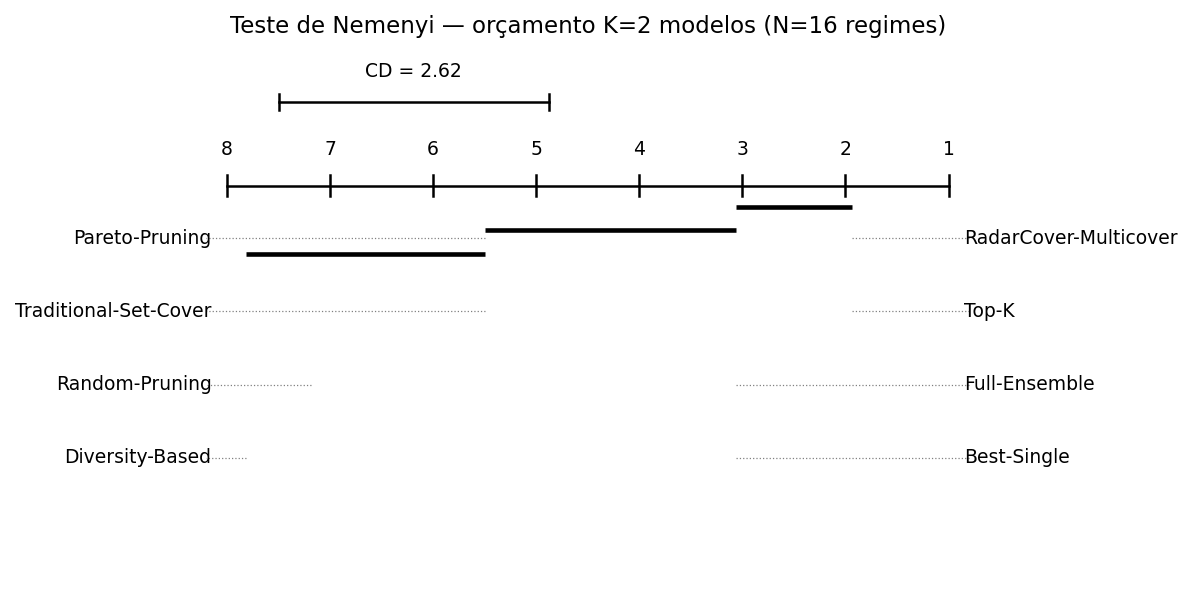 Teste de Nemenyi — orçamento K=2 modelos (N=16 regimes)
CD = 2.62
8 7 6 5 4 3 2 1
Pareto-Pruning RadarCover-Multicover
Traditional-Set-Cover Top-K
Random-Pruning Full-Ensemble
Diversity-Based Best-Single